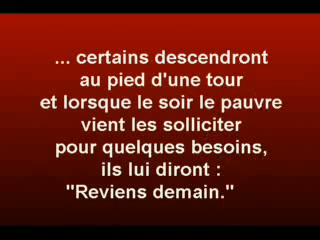 ... certains descendront
au pied d'une tour
et lorsque le soir le pauvre
vient les solliciter
pour quelques besoins,
ils lui diront :
"Reviens demain."